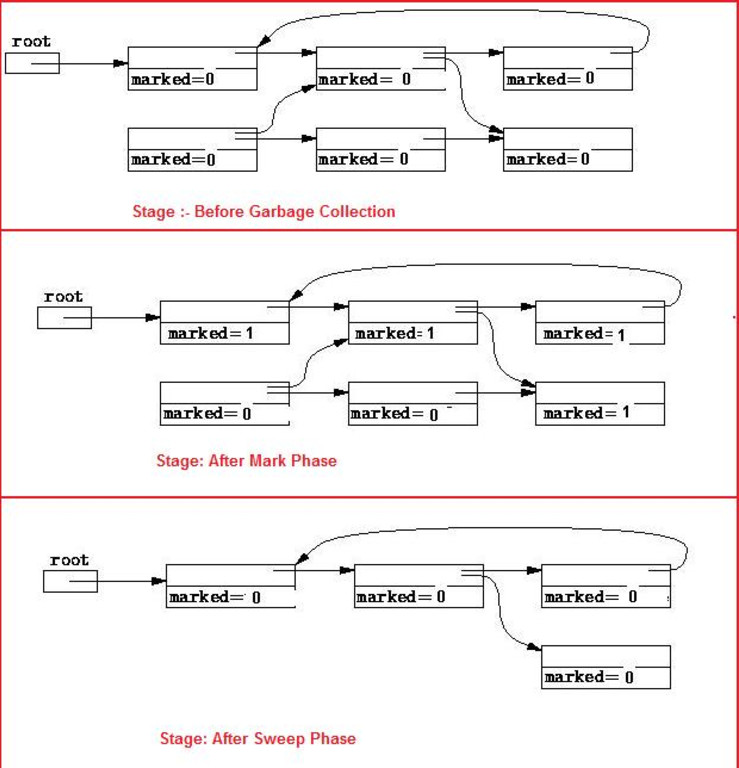 root
marked=0 marked= 0 marked= 0
marked=0 marked= 0 marked= 0
Stage :- Before Garbage Collection
root
marked= 1 marked= 1 marked= 1
marked= 0 marked= 0 marked= 1
Stage: After Mark Phase
root
marked= 0 marked= 0 marked= 0
marked= 0
Stage: After Sweep Phase